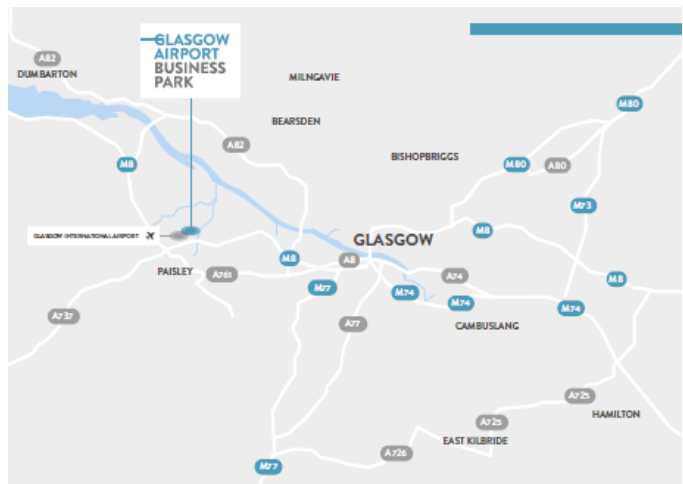 GLASGOW
AIRPORT
BUSINESS
PARK
A82
DUMBARTON
MILNGAVIE
M80
BEARSDEN
A82
BISHOPBRIGGS
M8
M80
A80
M73
GLASGOW INTERNATIONAL AIRPORT
GLASGOW
M8
M8
A8
PAISLEY
A761
A74
M8
M77
M74
M74
M74
A737
A77
CAMBUSLANG
A725
HAMILTON
A725
EAST KILBRIDE
A726
M77